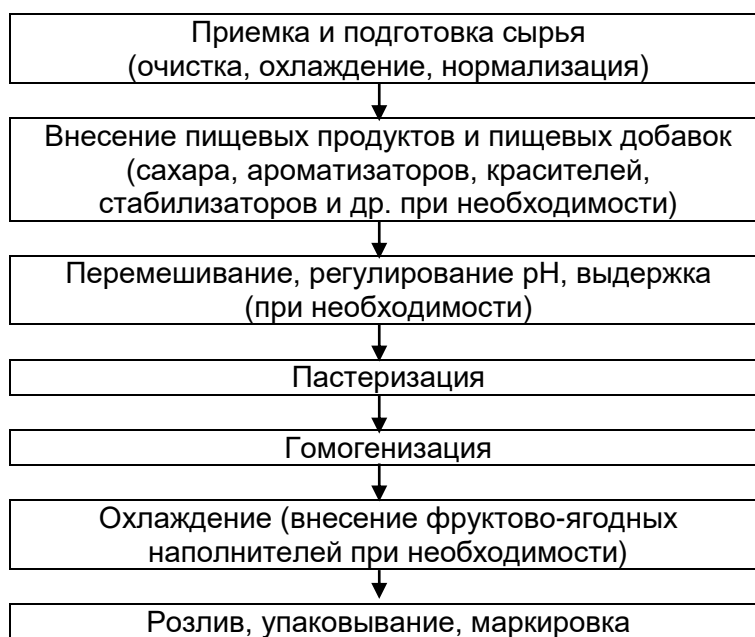 Приемка и подготовка сырья
(очистка, охлаждение, нормализация)
Внесение пищевых продуктов и пищевых добавок
(сахара, ароматизаторов, красителей,
стабилизаторов и др. при необходимости)
Перемешивание, регулирование рН, выдержка
(при необходимости)
Пастеризация
Гомогенизация
Охлаждение (внесение фруктово-ягодных
наполнителей при необходимости)
Розлив, упаковывание, маркировка